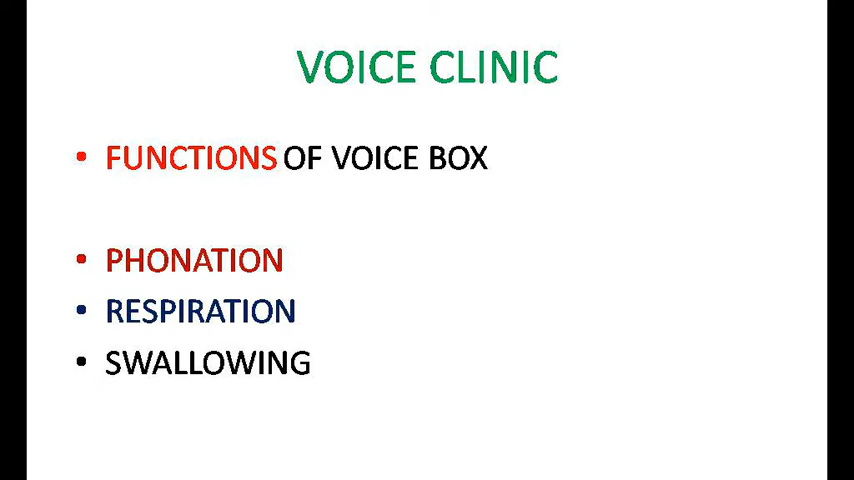 VOICE CLINIC
• FUNCTIONS OF VOICE BOX
• PHONATION
• RESPIRATION
• SWALLOWING